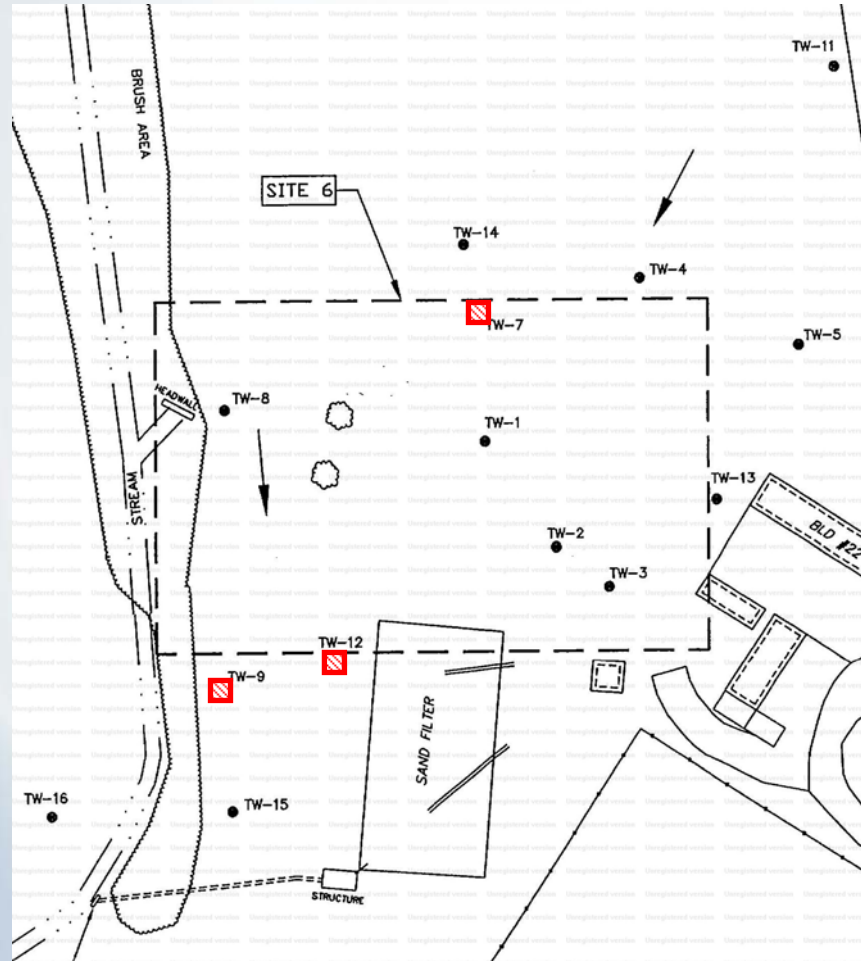 TW-11
BRUSH AREA
SITE 6
TW-14
TW-4
TW-7
TW-5
HEADWALL
TW-8
TW-1
STREAM
TW-13
BLD #22
TW-2
TW-3
TW-12
TW-9
SAND FILTER
TW-16
TW-15
STRUCTURE
Unregistered version